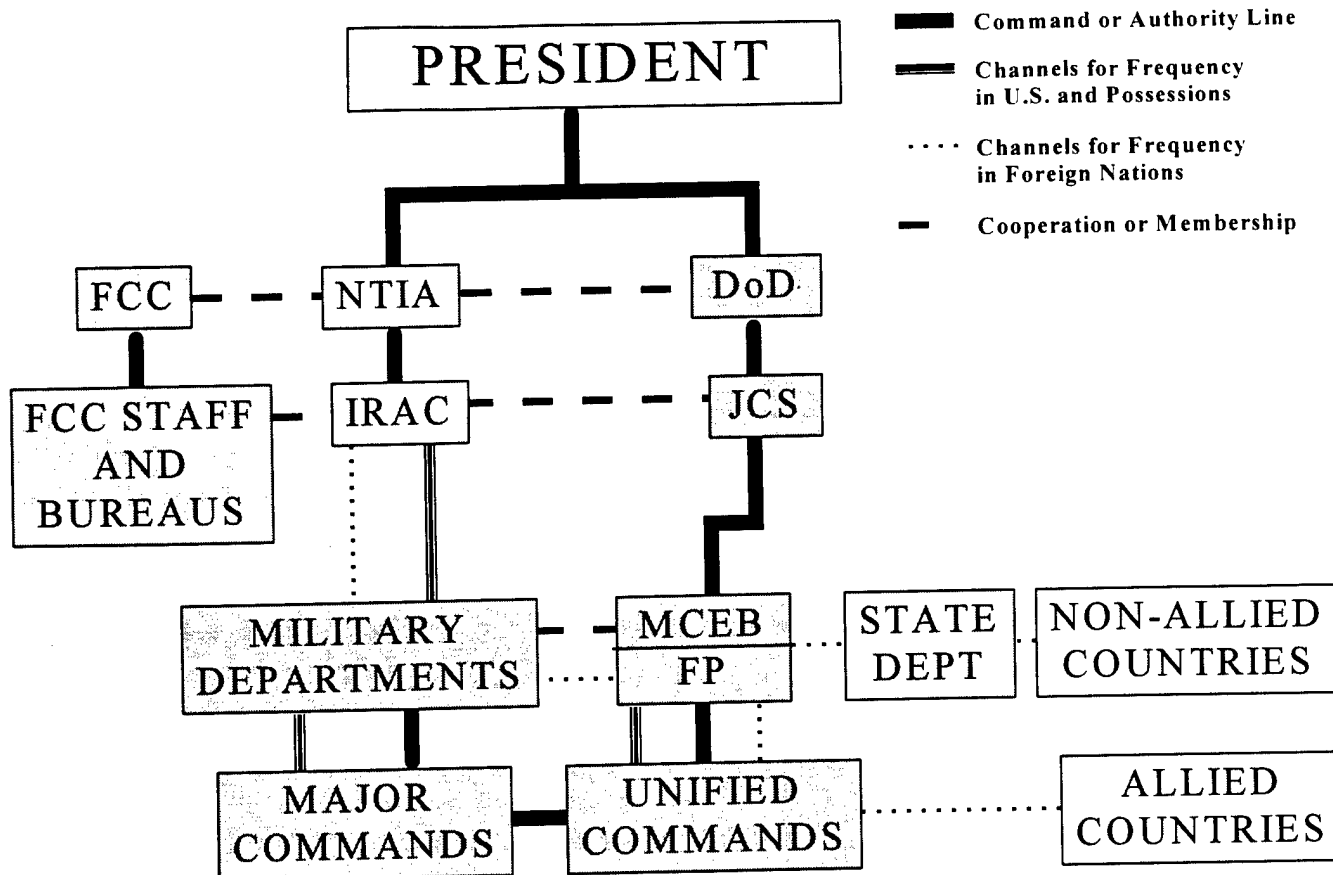 PRESIDENT
Command or Authority Line
Channels for Frequency
in U.S. and Possessions
Channels for Frequency
in Foreign Nations
Cooperation or Membership
FCC
NTIA
DoD
FCC STAFF
AND
BUREAUS
IRAC
JCS
MILITARY
DEPARTMENTS
MCEB
FP
STATE
DEPT
NON-ALLIED
COUNTRIES
MAJOR
COMMANDS
UNIFIED
COMMANDS
ALLIED
COUNTRIES